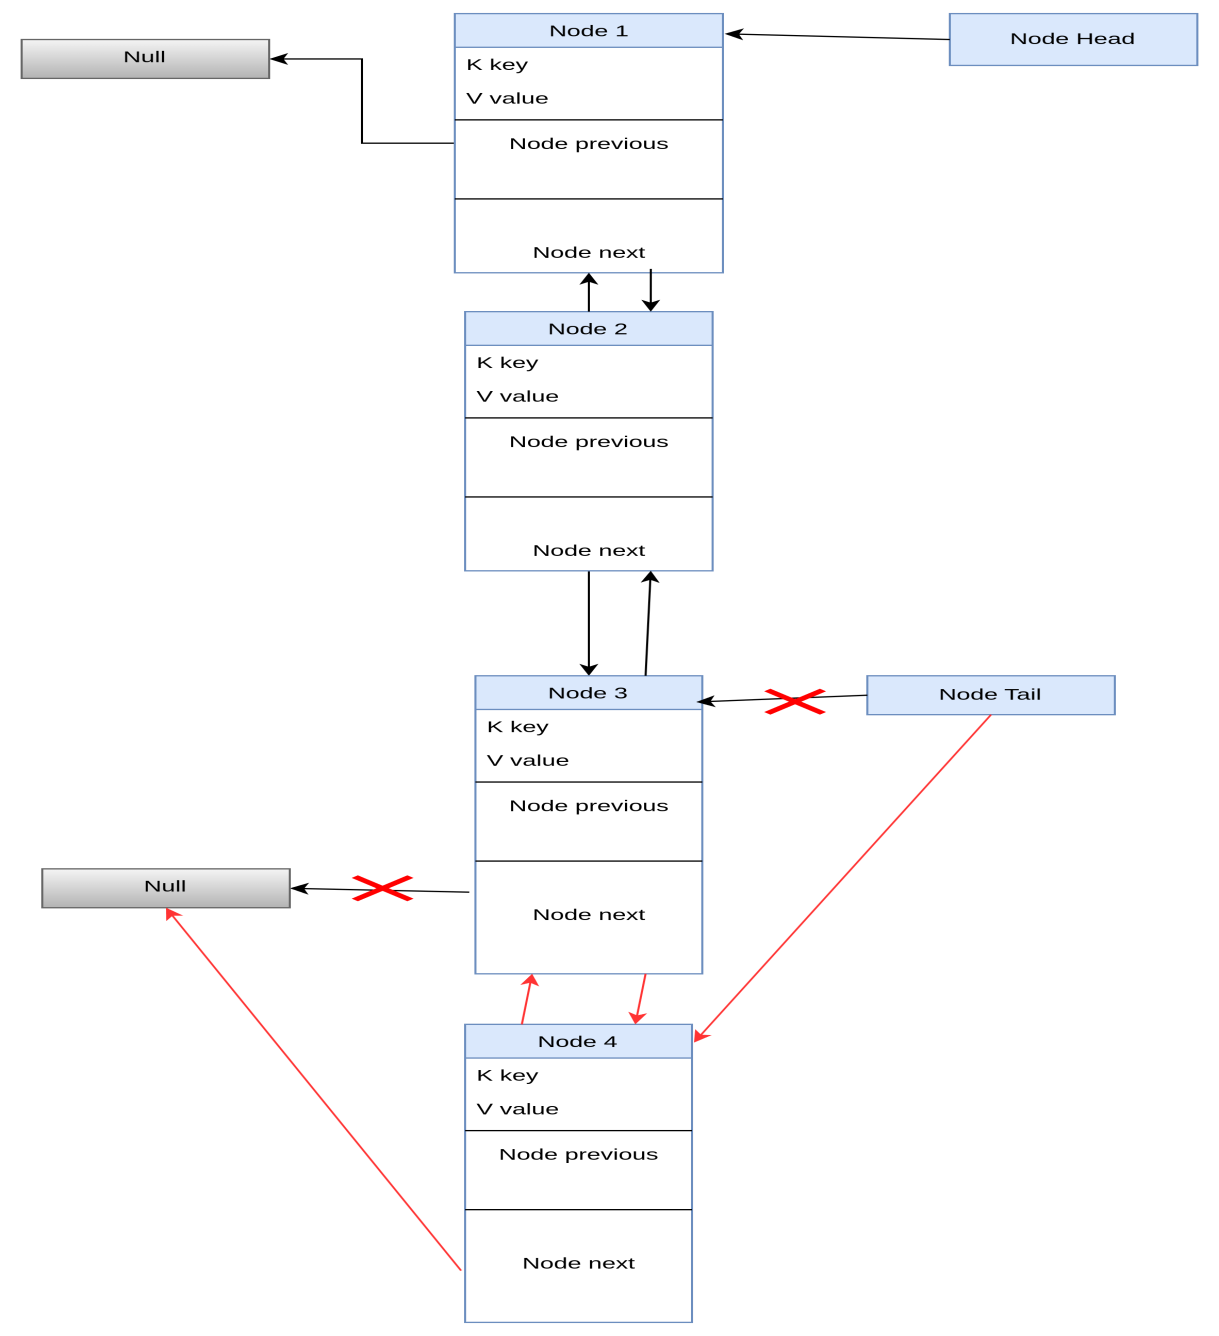 Node 1
Node Head
Null
K key
V value
Node previous
Node next
Node 2
K key
V value
Node previous
Node next
Node 3
Node Tail
K key
V value
Node previous
Null
Node next
Node 4
K key
V value
Node previous
Node next